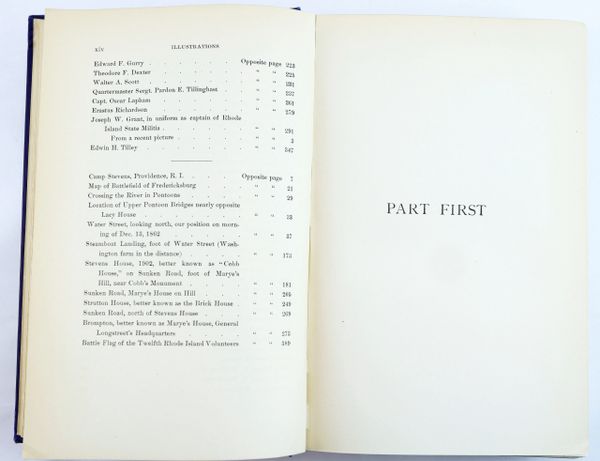 xiv ILLUSTRATIONS
Edward F. Gorry . . . . . Opposite page 223
Theodore F. Dexter . . . . " " 225
Walter A. Scott . . . . . " " 231
Quartermaster Sergt. Pardon E. Tillinghast . . " " 237
Capt. Oscar Lapham . . . . " " 261
Erastus Richardson . . . . " " 279
Joseph W. Grant, in uniform as captain of Rhode
Island State Militia . . . . " " 291
From a recent picture . . . " " 3
Edwin H. Tilley . . . . . " " 347
Camp Stevens, Providence, R. I. . . . Opposite page 7
Map of Battlefield of Fredericksburg . . " " 21
Crossing the River in Pontoons . . . " " 29
Location of Upper Pontoon Bridges nearly opposite
Lacy House . . . . . " " 33
Water Street, looking north, our position on morn-
ing of Dec. 13, 1862 . . . . " " 37
Steamboat Landing, foot of Water Street (Wash-
ington farm in the distance) . . . " " 173
Stevens House, 1902, better known as "Cobb
House," on Sunken Road, foot of Marye's
Hill, near Cobb's Monument . . . " " 181
Sunken Road, Marye's House on Hill . . " " 205
Stratton House, better known as the Brick House . " " 249
Sunken Road, north of Stevens House . . " " 269
Brompton, better known as Marye's House, General
Longstreet's Headquarters . . . " " 275
Battle Flag of the Twelfth Rhode Island Volunteers " " 389
PART FIRST